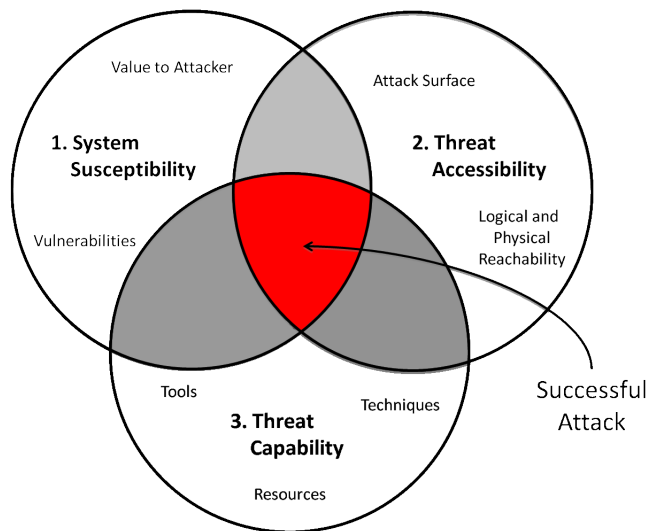 Value to Attacker
Attack Surface
1. System
Susceptibility
2. Threat
Accessibility
Vulnerabilities
Logical and
Physical
Reachability
Tools
Techniques
3. Threat
Capability
Resources
Successful
Attack